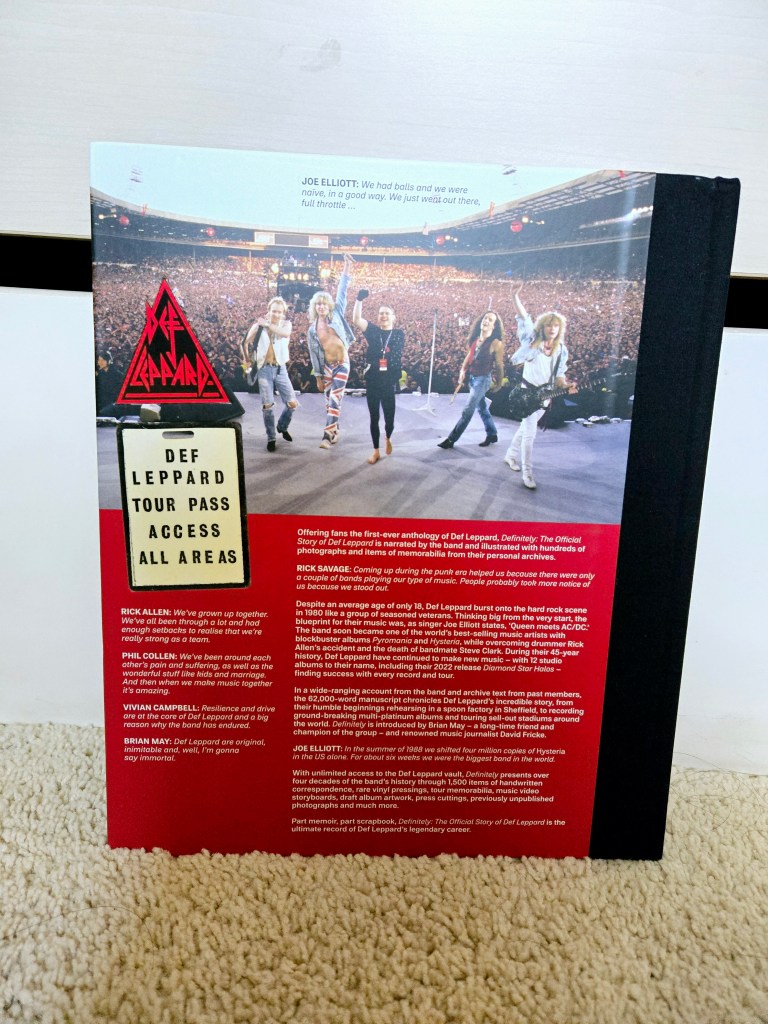 JOE ELLIOTT: We had balls and we were
naive, in a good way. We just went out there,
full throttle ...
DEF
LEPPARD
DEF
LEPPARD
TOUR PASS
ACCESS
ALL AREAS
RICK ALLEN: We've grown up together.
We've all been through a lot and had
enough setbacks to realise that we're
really strong as a team.
PHIL COLLEN: We've been around each
other's pain and suffering, as well as the
wonderful stuff like kids and marriage.
And then when we make music together
it's amazing.
VIVIAN CAMPBELL: Resilience and drive
are at the core of Def Leppard and a big
reason why the band has endured.
BRIAN MAY: Def Leppard are original,
inimitable and, well, I'm gonna
say immortal.
Offering fans the first-ever anthology of Def Leppard, Definitely: The Official
Story of Def Leppard is narrated by the band and illustrated with hundreds of
photographs and items of memorabilia from their personal archives.
RICK SAVAGE: Coming up during the punk era helped us because there were only
a couple of bands playing our type of music. People probably took more notice of
us because we stood out.
Despite an average age of only 18, Def Leppard burst onto the hard rock scene
in 1980 like a group of seasoned veterans. Thinking big from the very start, the
blueprint for their music was, as singer Joe Elliott states, 'Queen meets AC/DC.'
The band soon became one of the world's best-selling music artists with
blockbuster albums Pyromania and Hysteria, while overcoming drummer Rick
Allen's accident and the death of bandmate Steve Clark. During their 45-year
history, Def Leppard have continued to make new music – with 12 studio
albums to their name, including their 2022 release Diamond Star Halos –
finding success with every record and tour.
In a wide-ranging account from the band and archive text from past members,
the 62,000-word manuscript chronicles Def Leppard's incredible story, from
their humble beginnings rehearsing in a spoon factory in Sheffield, to recording
ground-breaking multi-platinum albums and touring sell-out stadiums around
the world. Definitely is introduced by Brian May – a long-time friend and
champion of the group – and renowned music journalist David Fricke.
JOE ELLIOTT: In the summer of 1988 we shifted four million copies of Hysteria
in the US alone. For about six weeks we were the biggest band in the world.
With unlimited access to the Def Leppard vault, Definitely presents over
four decades of the band's history through 1,500 items of handwritten
correspondence, rare vinyl pressings, tour memorabilia, music video
storyboards, draft album artwork, press cuttings, previously unpublished
photographs and much more.
Part memoir, part scrapbook, Definitely: The Official Story of Def Leppard is the
ultimate record of Def Leppard's legendary career.